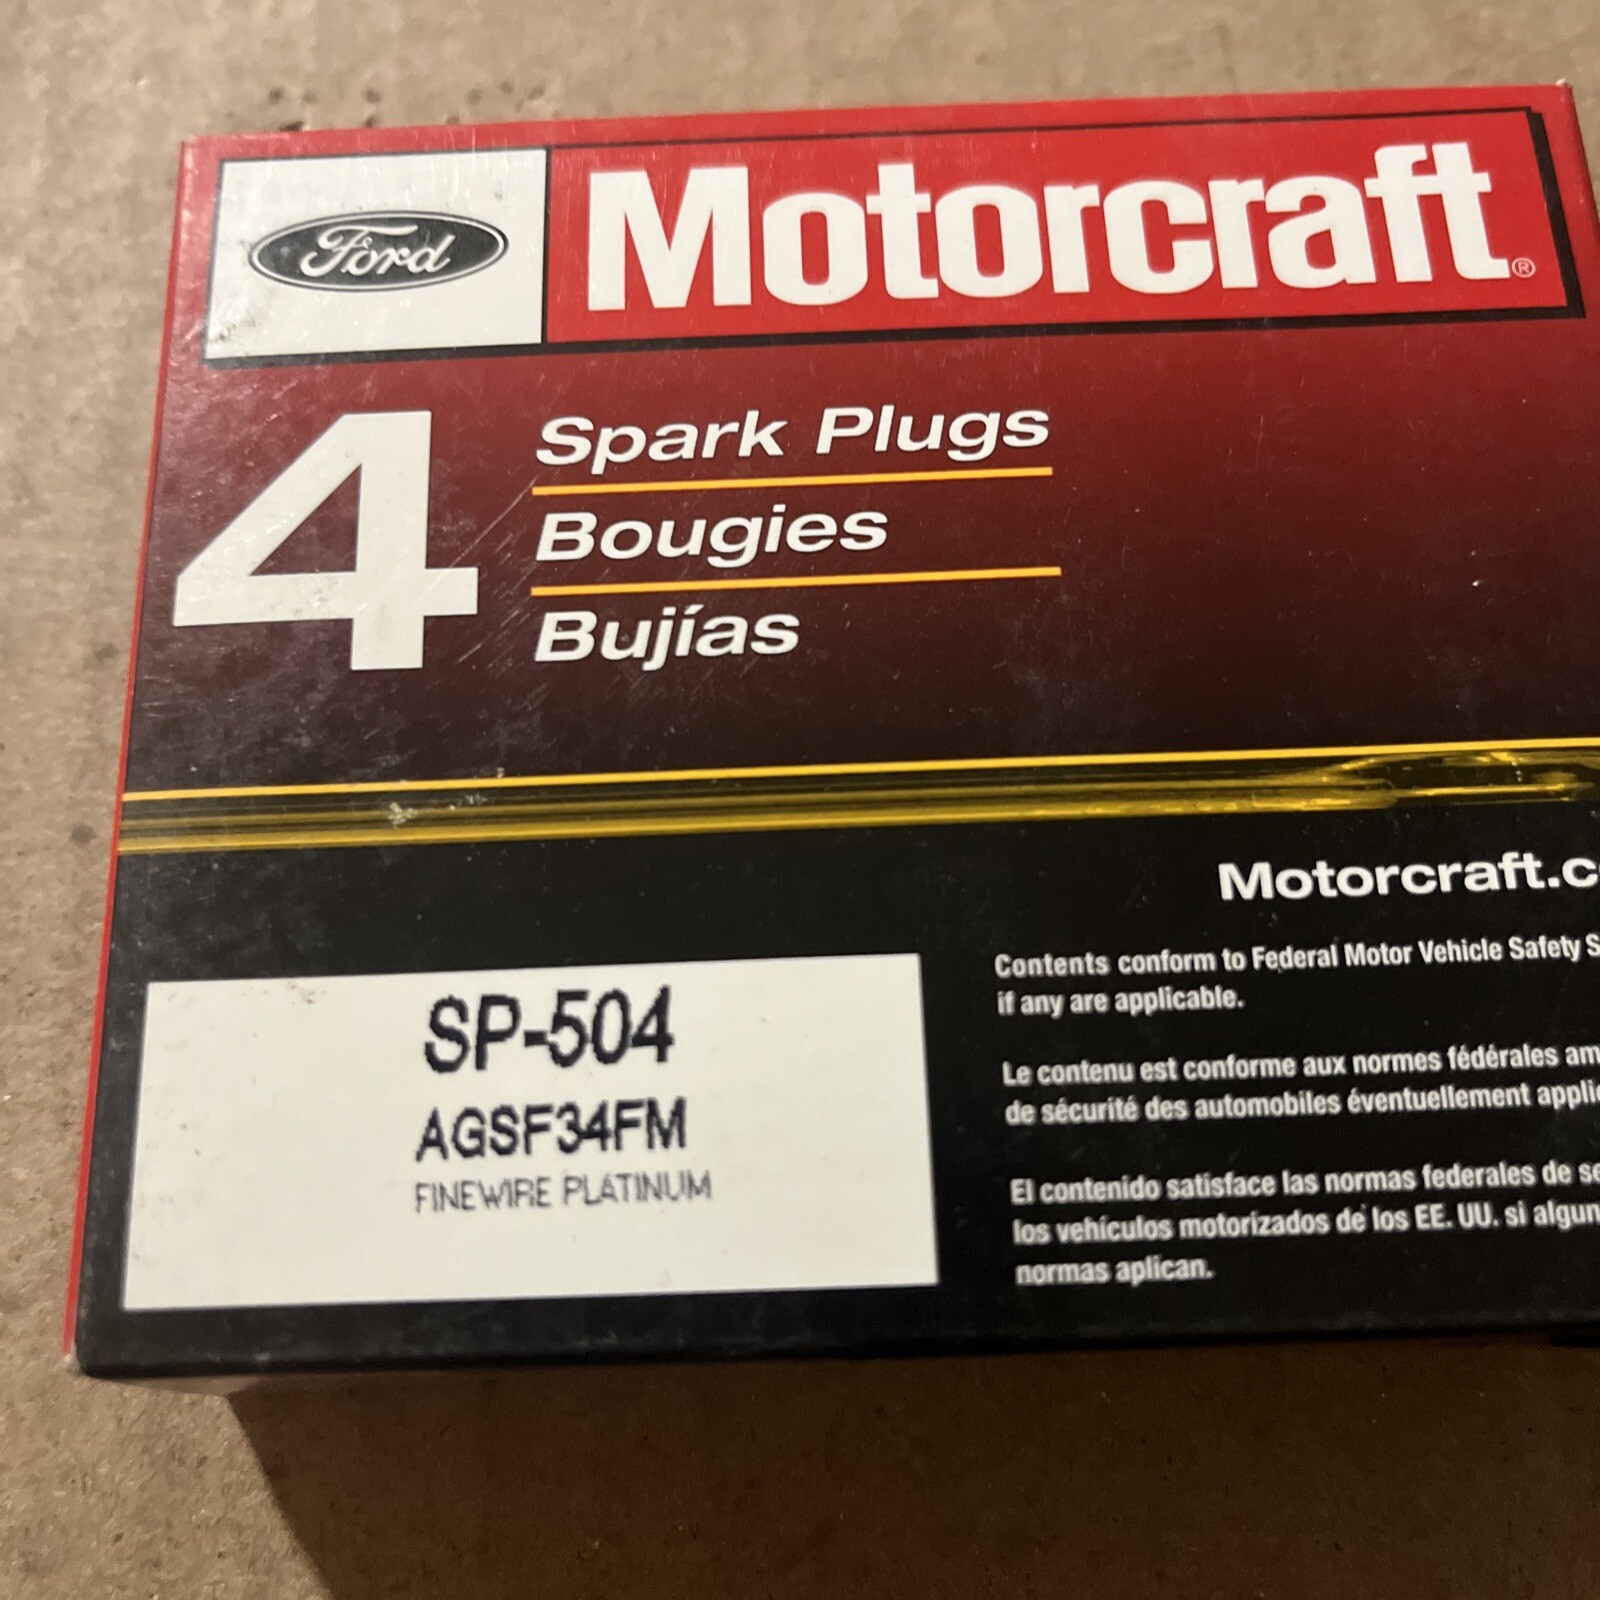 Ford
Motorcraft®
4
Spark Plugs
Bougies
Bujías
Motorcraft.c
Contents conform to Federal Motor Vehicle Safety S
if any are applicable.
Le contenu est conforme aux normes fédérales am
de sécurité des automobiles éventuellement applic
El contenido satisface las normas federales de se
los vehículos motorizados de los EE. UU. si algun
normas aplican.
SP-504
AGSF34FM
FINEWIRE PLATINUM